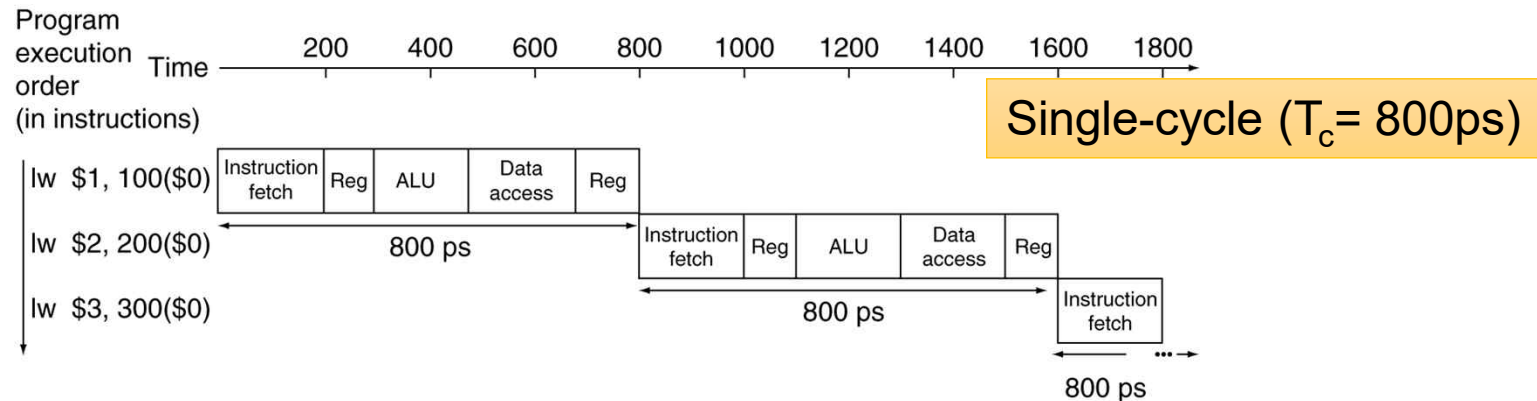 Program
execution
order
(in instructions)
Time
200 400 600 800 1000 1200 1400 1600 1800
Single-cycle (Tc= 800ps)
lw $1, 100($0)
Instruction
fetch
Reg
ALU
Data
access
Reg
800 ps
lw $2, 200($0)
Instruction
fetch
Reg
ALU
Data
access
Reg
800 ps
lw $3, 300($0)
Instruction
fetch
...
800 ps